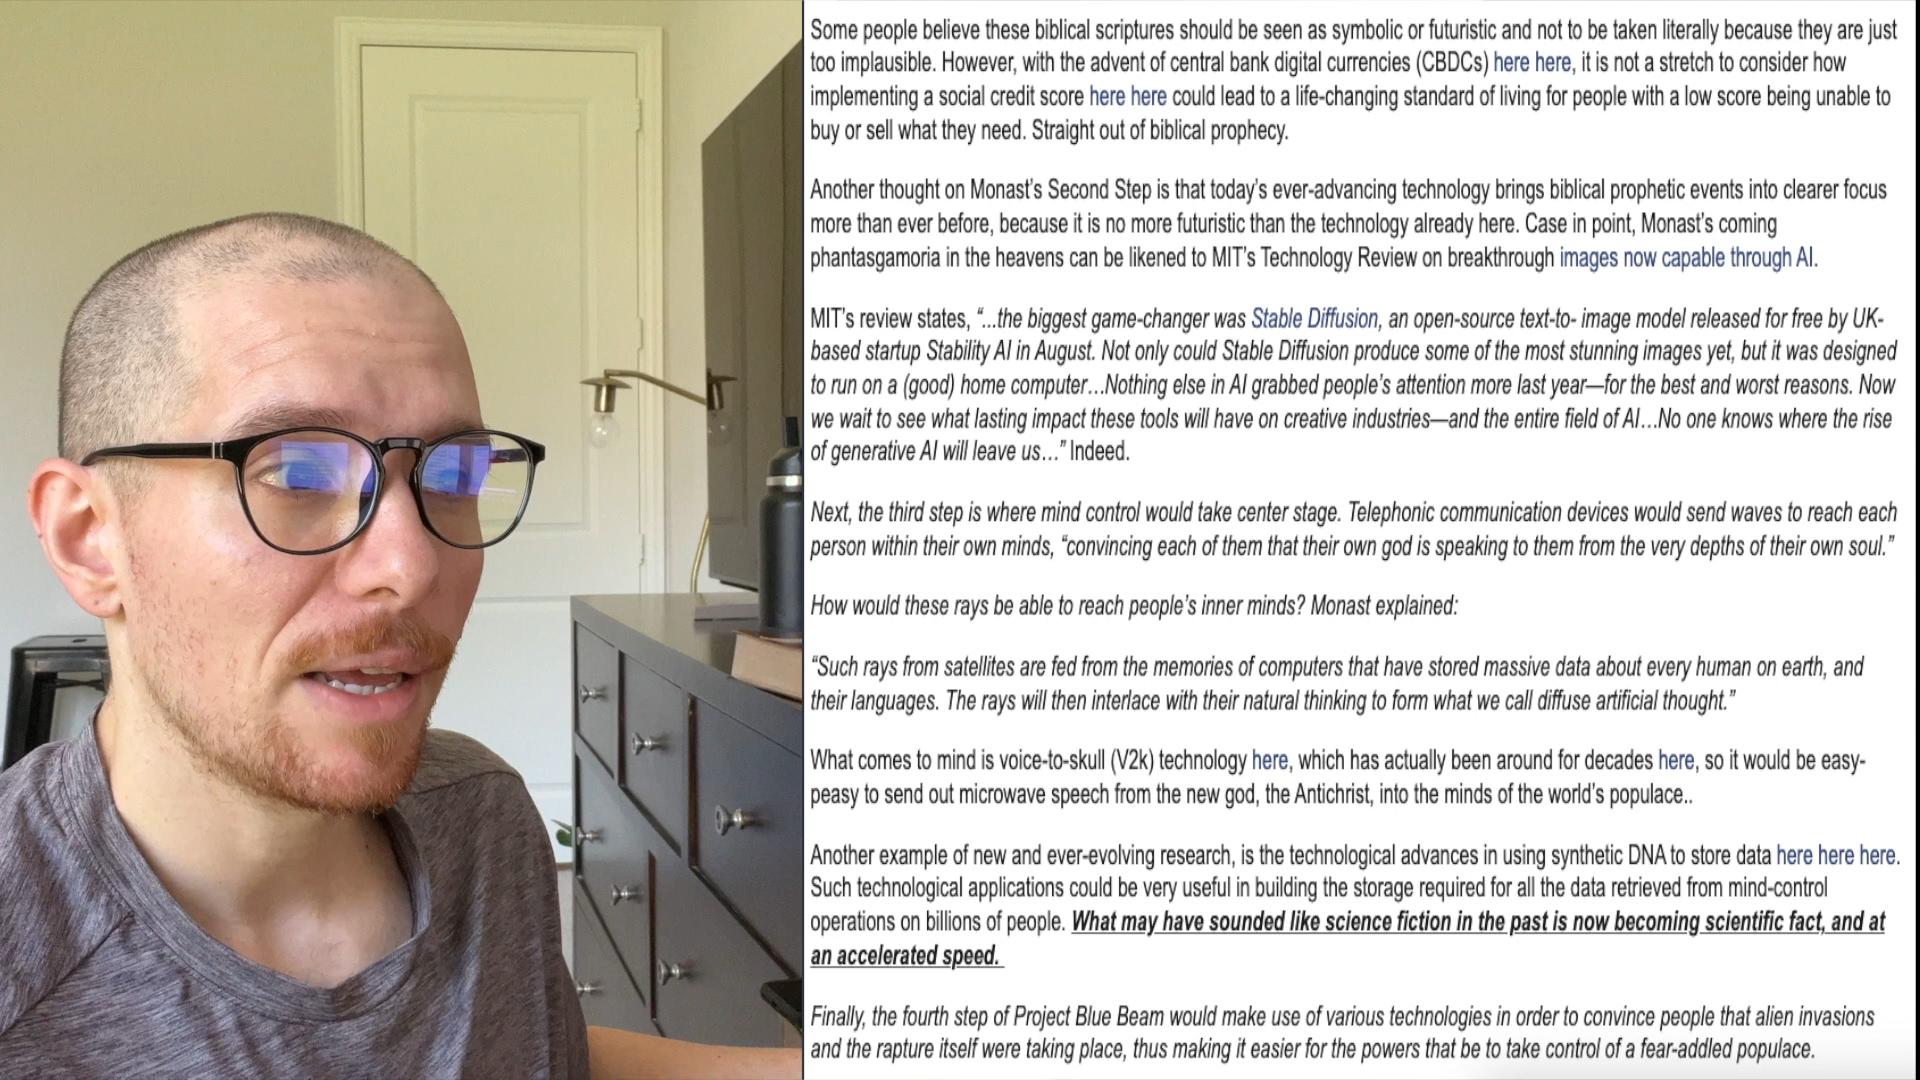 Some people believe these biblical scriptures should be seen as symbolic or futuristic and not to be taken literally because they are just
too implausible. However, with the advent of central bank digital currencies (CBDCs) here here, it is not a stretch to consider how
implementing a social credit score here here could lead to a life-changing standard of living for people with a low score being unable to
buy or sell what they need. Straight out of biblical prophecy.
Another thought on Monast's Second Step is that today's ever-advancing technology brings biblical prophetic events into clearer focus
more than ever before, because it is no more futuristic than the technology already here. Case in point, Monast's coming
phantasgamoria in the heavens can be likened to MIT's Technology Review on breakthrough images now capable through AI.
MIT's review states, “...the biggest game-changer was Stable Diffusion, an open-source text-to- image model released for free by UK-
based startup Stability AI in August. Not only could Stable Diffusion produce some of the most stunning images yet, but it was designed
to run on a (good) home computer…Nothing else in AI grabbed people's attention more last year—for the best and worst reasons. Now
we wait to see what lasting impact these tools will have on creative industries—and the entire field of AI…No one knows where the rise
of generative AI will leave us…” Indeed.
Next, the third step is where mind control would take center stage. Telephonic communication devices would send waves to reach each
person within their own minds, “convincing each of them that their own god is speaking to them from the very depths of their own soul.”
How would these rays be able to reach people's inner minds? Monast explained:
“Such rays from satellites are fed from the memories of computers that have stored massive data about every human on earth, and
their languages. The rays will then interlace with their natural thinking to form what we call diffuse artificial thought.”
What comes to mind is voice-to-skull (V2k) technology here, which has actually been around for decades here, so it would be easy-
peasy to send out microwave speech from the new god, the Antichrist, into the minds of the world's populace..
Another example of new and ever-evolving research, is the technological advances in using synthetic DNA to store data here here here.
Such technological applications could be very useful in building the storage required for all the data retrieved from mind-control
operations on billions of people. What may have sounded like science fiction in the past is now becoming scientific fact, and at
an accelerated speed.
Finally, the fourth step of Project Blue Beam would make use of various technologies in order to convince people that alien invasions
and the rapture itself were taking place, thus making it easier for the powers that be to take control of a fear-addled populace.